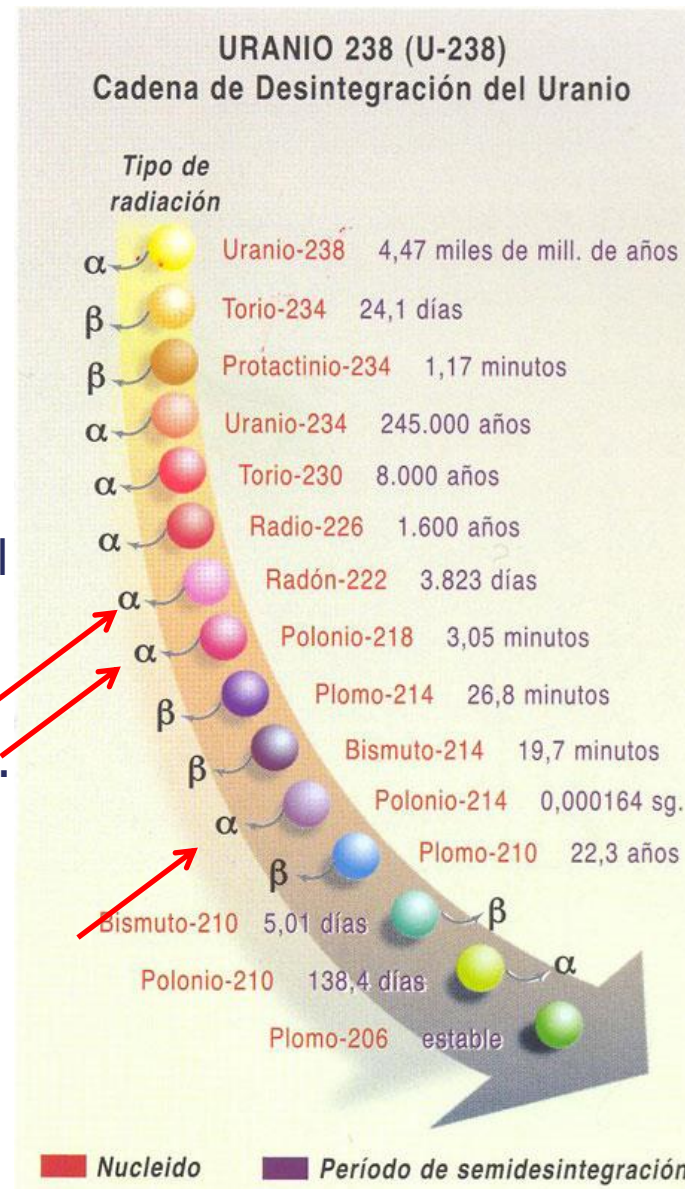 URANIO 238 (U-238)
Cadena de Desintegración del Uranio
Tipo de
radiación
α Uranio-238 4,47 miles de mill. de años
β Torio-234 24,1 días
β Protactinio-234 1,17 minutos
α Uranio-234 245.000 años
α Torio-230 8.000 años
α Radio-226 1.600 años
l
α Radón-222 3.823 días
α Polonio-218 3,05 minutos
β Plomo-214 26,8 minutos
.
β Bismuto-214 19,7 minutos
α Polonio-214 0,000164 sg.
β Plomo-210 22,3 años
Bismuto-210 5,01 días β
Polonio-210 138,4 días α
Plomo-206 estable
Nucleido Período de semidesintegración